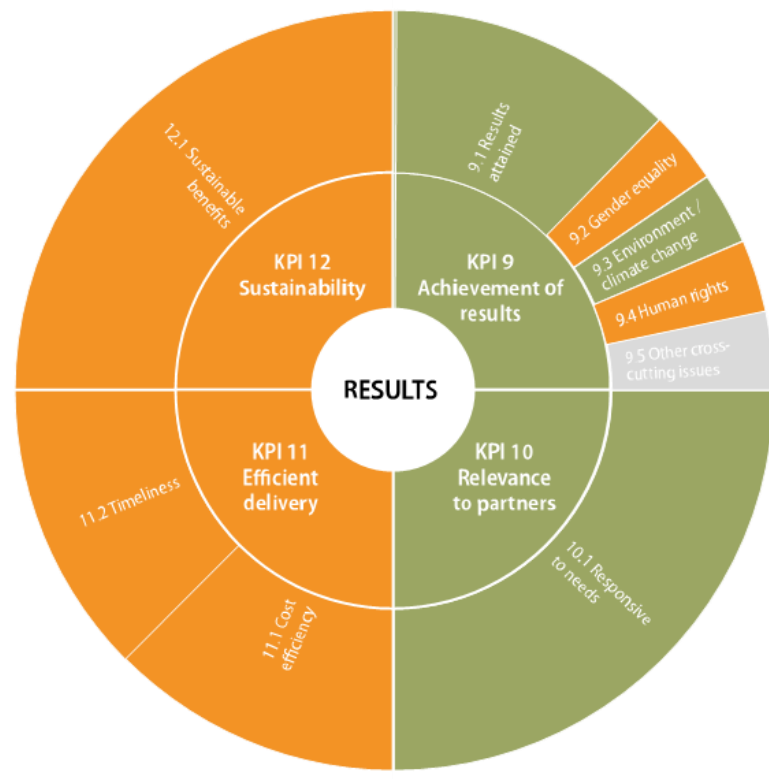 RESULTS
KPI 9
Achievement of
results
9.1 Results
attained
9.2 Gender equality
9.3 Environment /
climate change
9.4 Human rights
9.5 Other cross-
cutting issues
KPI 10
Relevance
to partners
10.1 Responsive
to needs
KPI 11
Efficient
delivery
11.1 Cost
efficiency
11.2 Timeliness
KPI 12
Sustainability
12.1 Sustainable
benefits